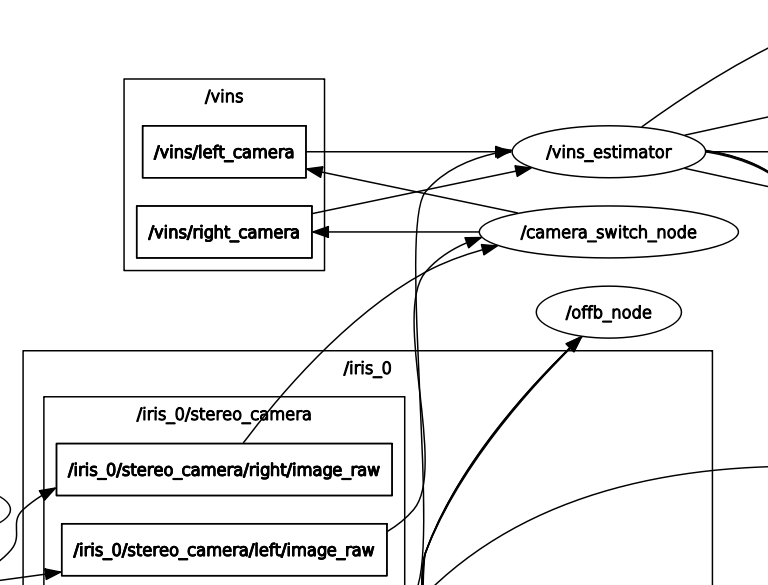 /vins
/vins/left_camera
/vins_estimator
/vins/right_camera
/camera_switch_node
/offb_node
/iris_0
/iris_0/stereo_camera
/iris_0/stereo_camera/right/image_raw
/iris_0/stereo_camera/left/image_raw